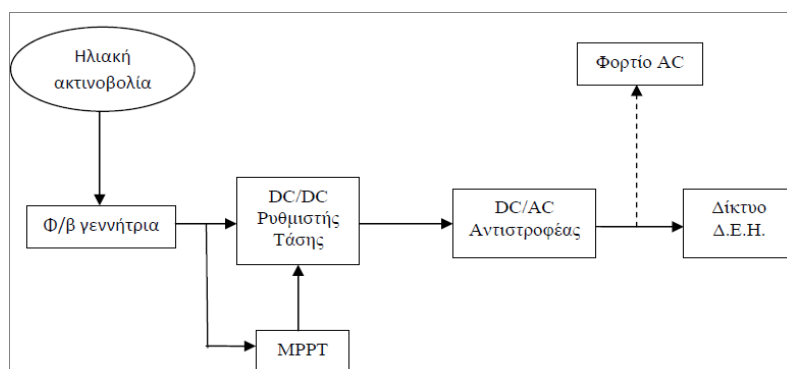 Ηλιακή
ακτινοβολία
Φορτίο AC
Φ/β γεννήτρια
DC/DC
Ρυθμιστής
Τάσης
DC/AC
Αντιστροφέας
Δίκτυο
Δ.Ε.Η.
MPPT